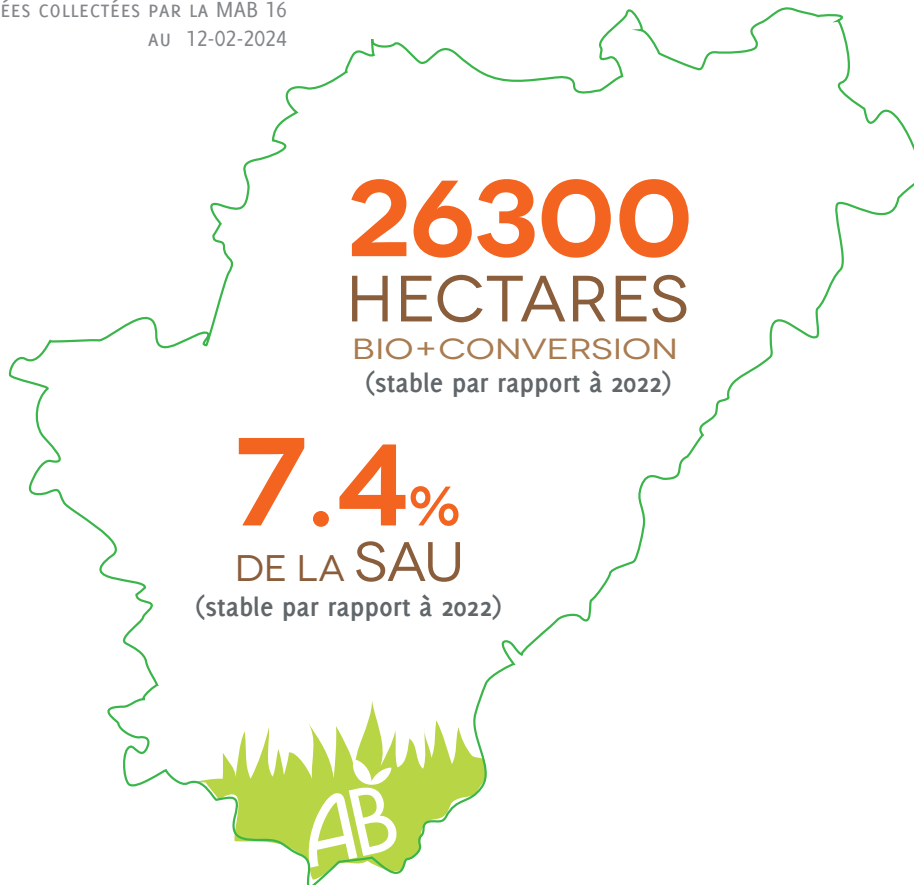 ÉES COLLECTÉES PAR LA MAB 16
AU 12-02-2024
26300
HECTARES
BIO+CONVERSION
(stable par rapport à 2022)
7.4%
DE LA SAU
(stable par rapport à 2022)
AB